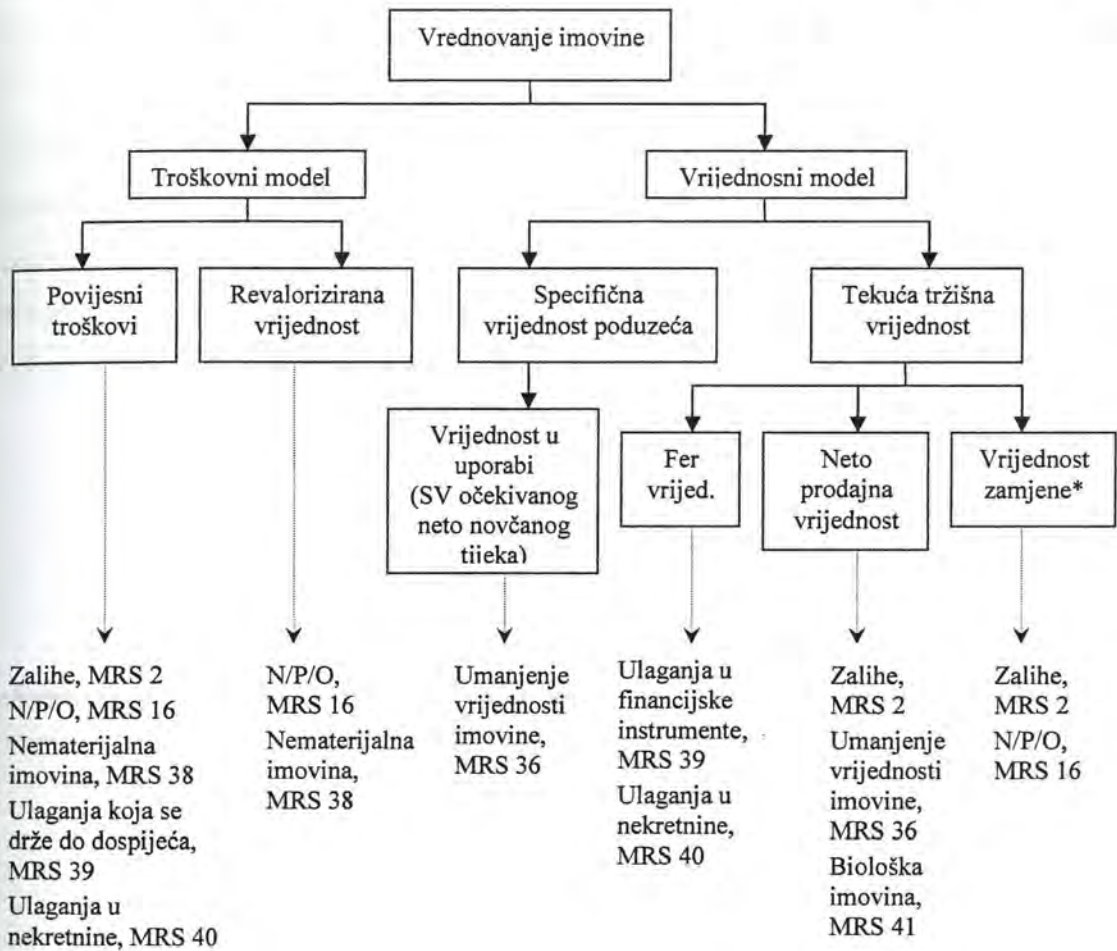 Vrednovanje imovine
Troškovni model
Vrijednosni model
Povijesni
troškovi
Revalorizirana
vrijednost
Specifična
vrijednost poduzeća
Tekuća tržišna
vrijednost
Vrijednost u
uporabi
(SV očekivanog
neto novčanog
tijeka)
Fer
vrijed.
Neto
prodajna
vrijednost
Vrijednost
zamjene*
Zalihe, MRS 2
N/P/O, MRS 16
Nematerijalna
imovina, MRS 38
Ulaganja koja se
drže do dospijeća,
MRS 39
Ulaganja u
nekretnine, MRS 40
N/P/O,
MRS 16
Nematerijalna
imovina,
MRS 38
Umanjenje
vrijednosti
imovine,
MRS 36
Ulaganja u
financijske
instrumente,
MRS 39
Ulaganja u
nekretnine,
MRS 40
Zalihe,
MRS 2
Umanjenje
vrijednosti
imovine,
MRS 36
Biološka
imovina,
MRS 41
Zalihe,
MRS 2
N/P/O,
MRS 16